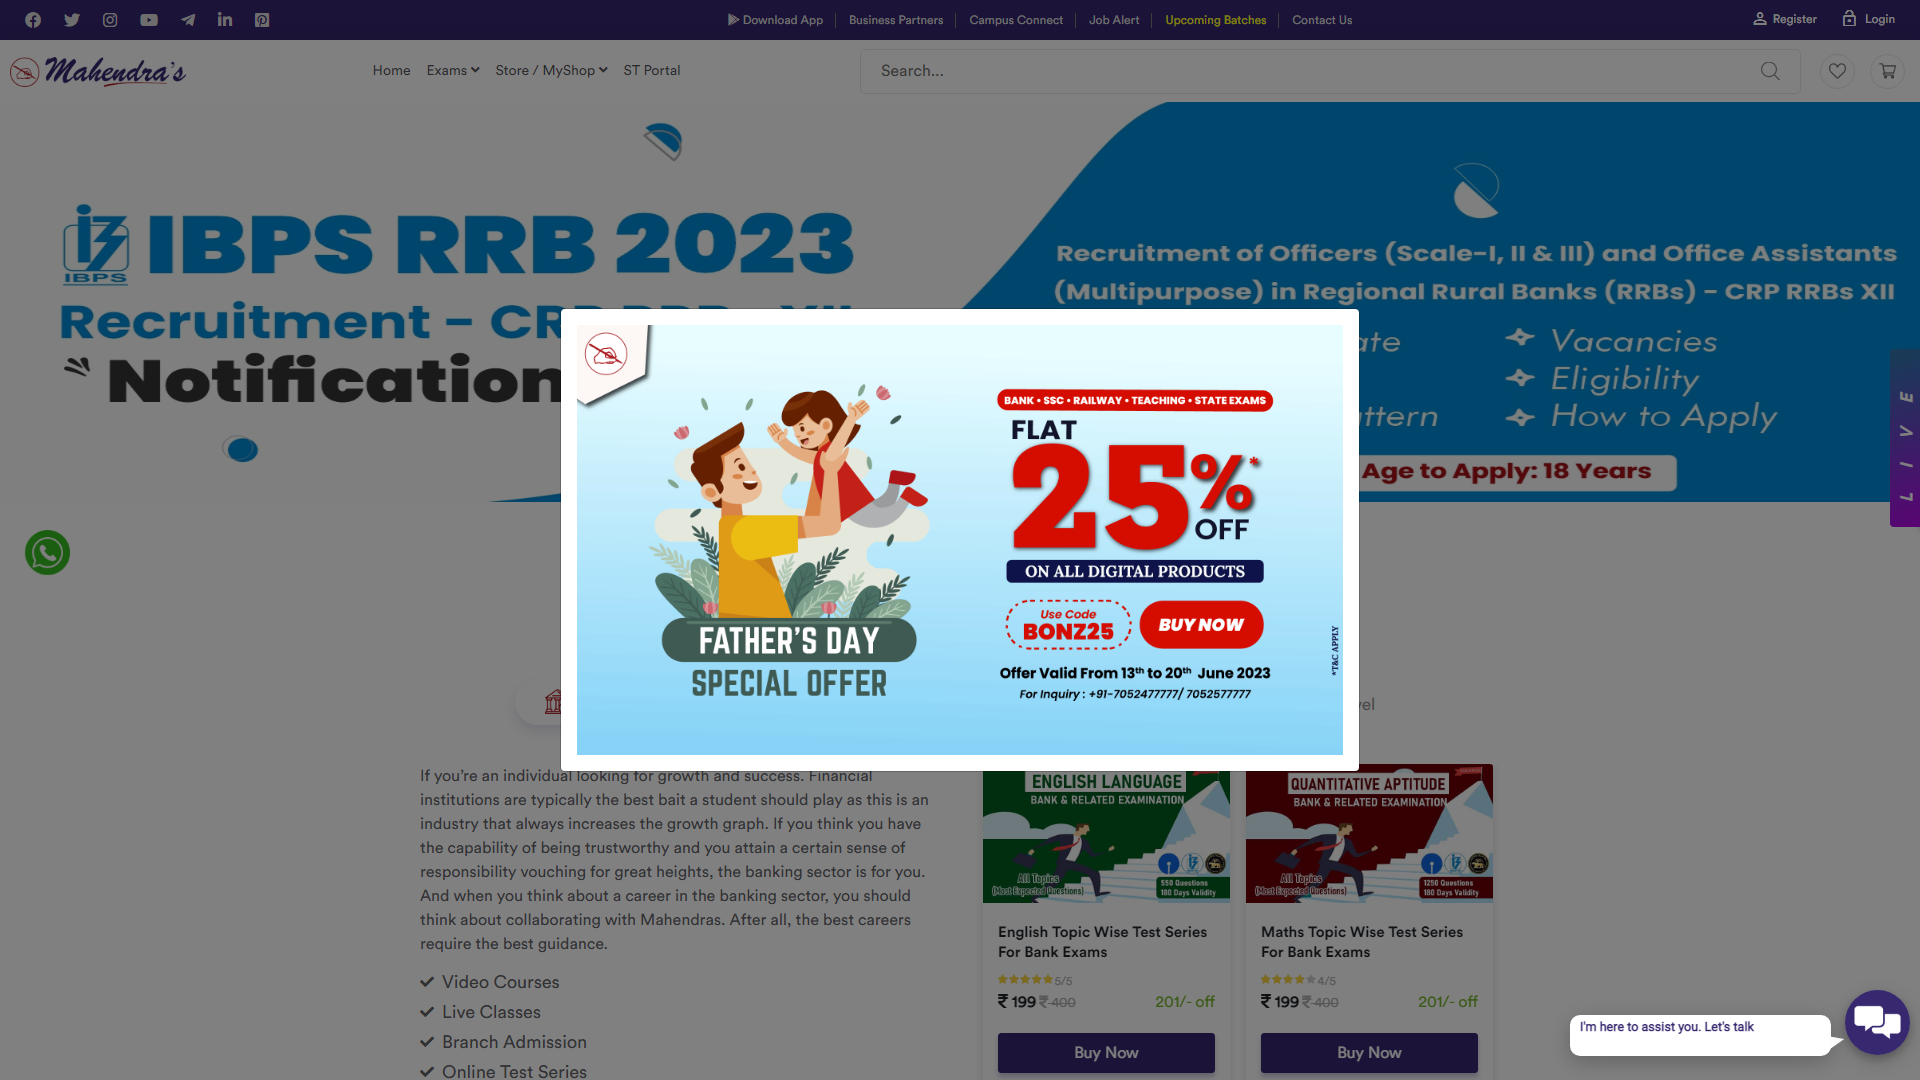 Download App
Business Partners
Campus Connect
Job Alert
Upcoming Batches
Contact Us
Register
Login
Mahendra's
Home
Exams
Store / MyShop
ST Portal
Search...
IBPS
IBPS RRB 2023
Recruitment - CRP RRB - XII
Notification
Recruitment of Officers (Scale-I, II & III) and Office Assistants
(Multipurpose) in Regional Rural Banks (RRBs) - CRP RRBs XII
Vacancies
Eligibility
How to Apply
Age to Apply: 18 Years
LIVE
BANK • SSC • RAILWAY • TEACHING • STATE EXAMS
FLAT
25%*
OFF
ON ALL DIGITAL PRODUCTS
Use Code
BONZ25
BUY NOW
Offer Valid From 13th to 20th June 2023
For Inquiry : +91-7052477777/ 7052577777
*T&C APPLY
FATHER'S DAY
SPECIAL OFFER
If you're an individual looking for growth and success. Financial
institutions are typically the best bait a student should play as this is an
industry that always increases the growth graph. If you think you have
the capability of being trustworthy and you attain a certain sense of
responsibility vouching for great heights, the banking sector is for you.
And when you think about a career in the banking sector, you should
think about collaborating with Mahendras. After all, the best careers
require the best guidance.
Video Courses
Live Classes
Branch Admission
Online Test Series
ENGLISH LANGUAGE
BANK & RELATED EXAMINATION
All Topics
(Most Expected Questions)
550 Questions
180 Days Validity
English Topic Wise Test Series
For Bank Exams
5/5
₹ 199 ₹ 400
201/- off
Buy Now
QUANTITATIVE APTITUDE
BANK & RELATED EXAMINATION
All Topics
(Most Expected Questions)
1250 Questions
180 Days Validity
Maths Topic Wise Test Series
For Bank Exams
4/5
₹ 199 ₹ 400
201/- off
Buy Now
I'm here to assist you. Let's talk